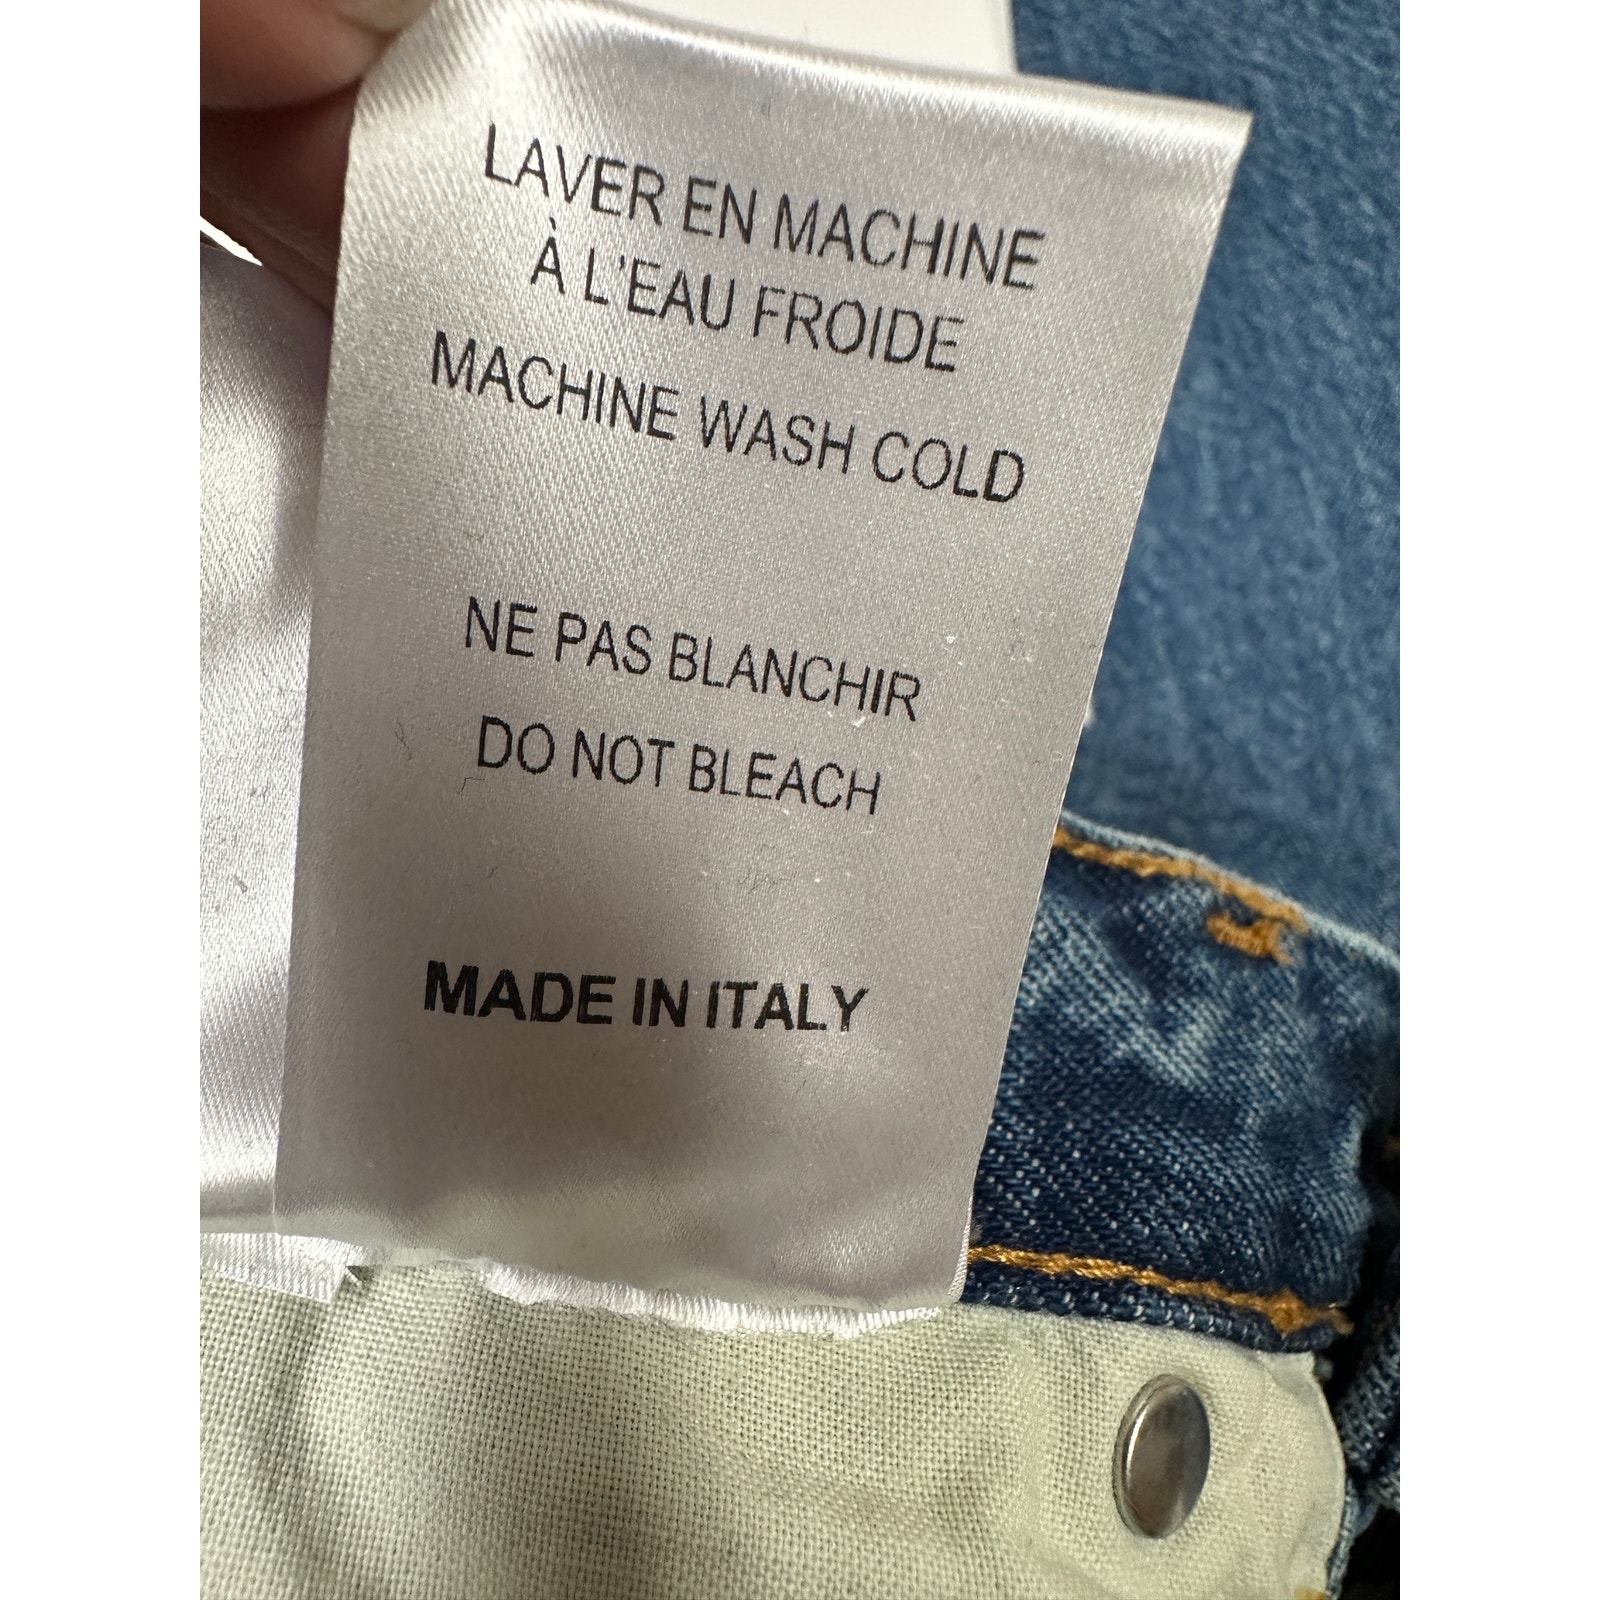 LAVER EN MACHINE
À L'EAU FROIDE
MACHINE WASH COLD
NE PAS BLANCHIR
DO NOT BLEACH
MADE IN ITALY